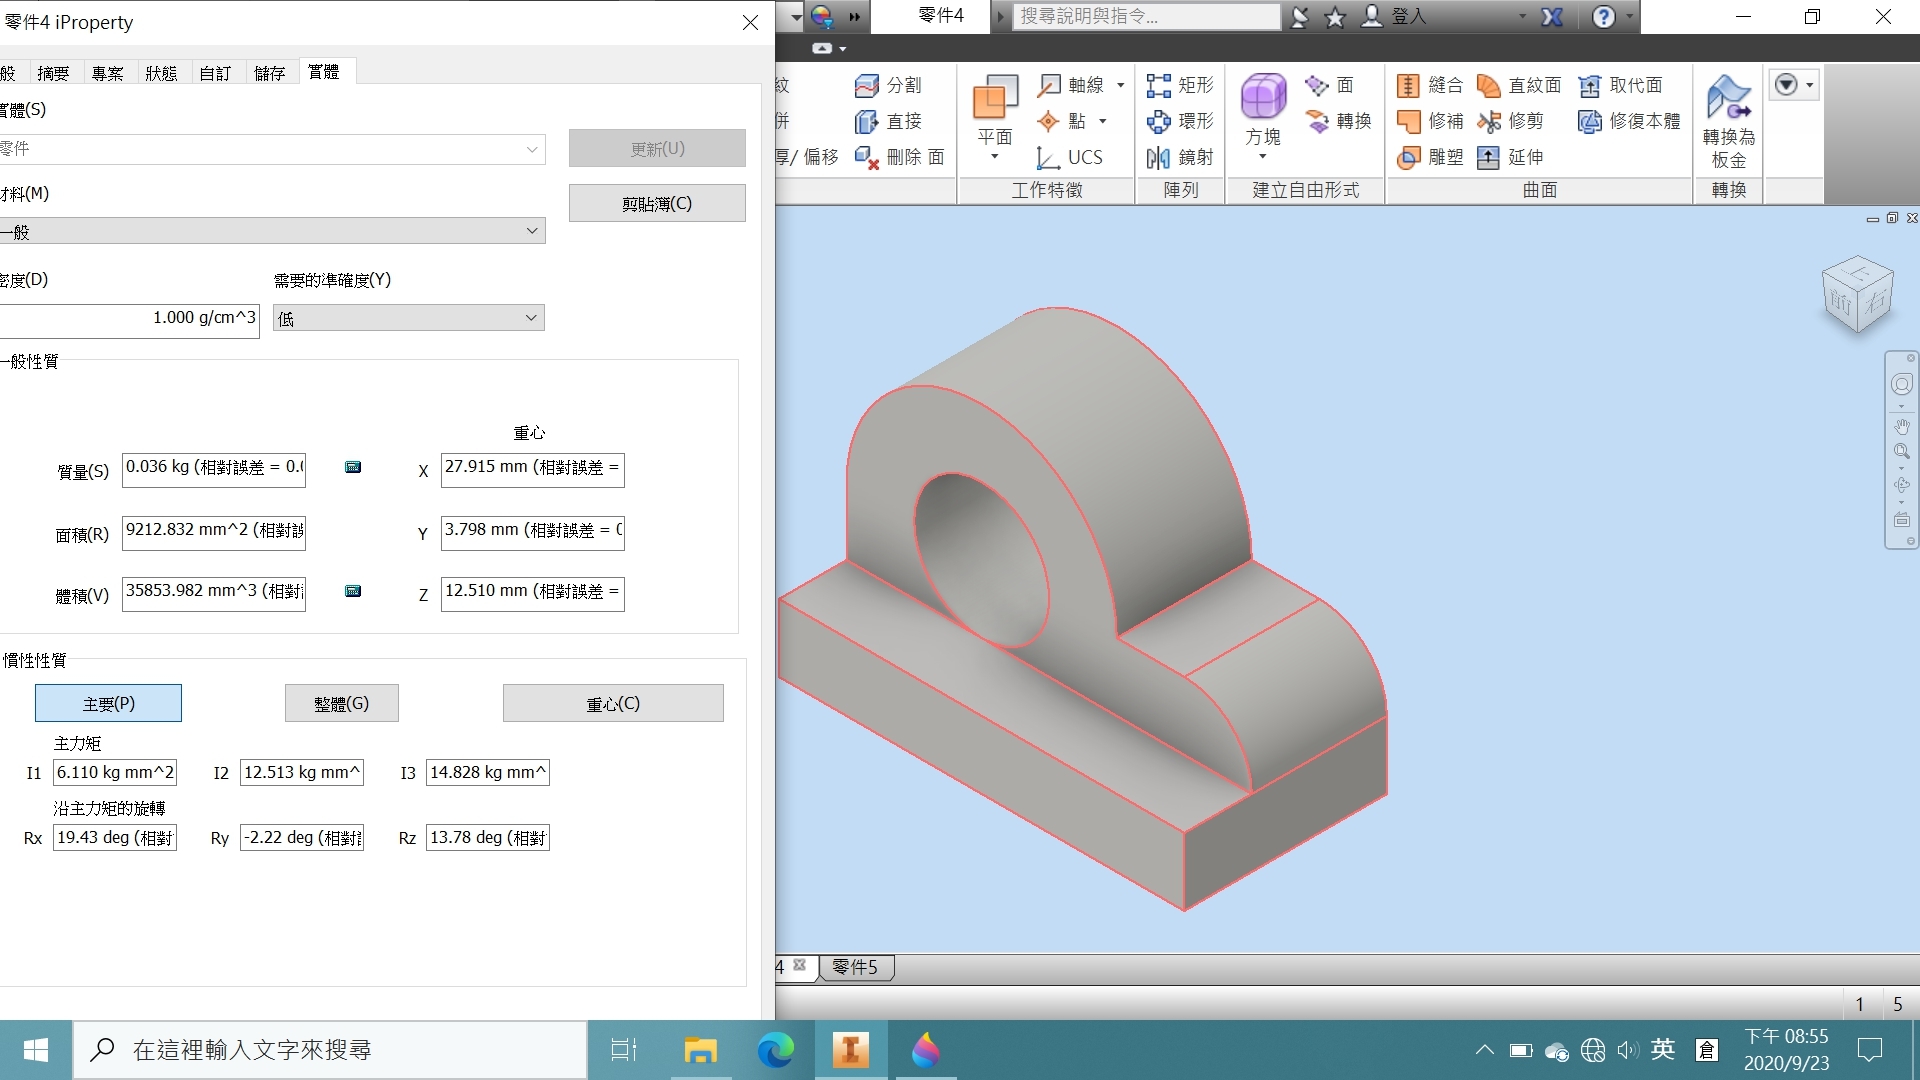 零件4 iProperty
般 摘要 專案 狀態 自訂 儲存 實體
實體(S)
零件
更新(U)
材料(M)
剪貼簿(C)
一般
密度(D)
需要的準確度(Y)
1.000 g/cm^3
低
一般性質
重心
質量(S)
0.036 kg (相對誤差 = 0.0
X
27.915 mm (相對誤差 =
面積(R)
9212.832 mm^2 (相對誤
Y
3.798 mm (相對誤差 = 0
體積(V)
35853.982 mm^3 (相對
Z
12.510 mm (相對誤差 =
慣性性質
主要(P)
整體(G)
重心(C)
主力矩
I1
6.110 kg mm^2
I2
12.513 kg mm^
I3
14.828 kg mm^
沿主力矩的旋轉
Rx
19.43 deg (相對
Ry
-2.22 deg (相對
Rz
13.78 deg (相對
零件4
搜尋說明與指令...
登入
紋
分割
併
直接
厚/ 偏移
刪除 面
平面
軸線
點
UCS
工作特徵
矩形
環形
鏡射
陣列
方塊
面
轉換
建立自由形式
縫合
直紋面
取代面
修補
修剪
修復本體
雕塑
延伸
曲面
轉換為
板金
轉換
上
前
右
4
零件5
1
5
在這裡輸入文字來搜尋
英
倉
下午 08:55
2020/9/23